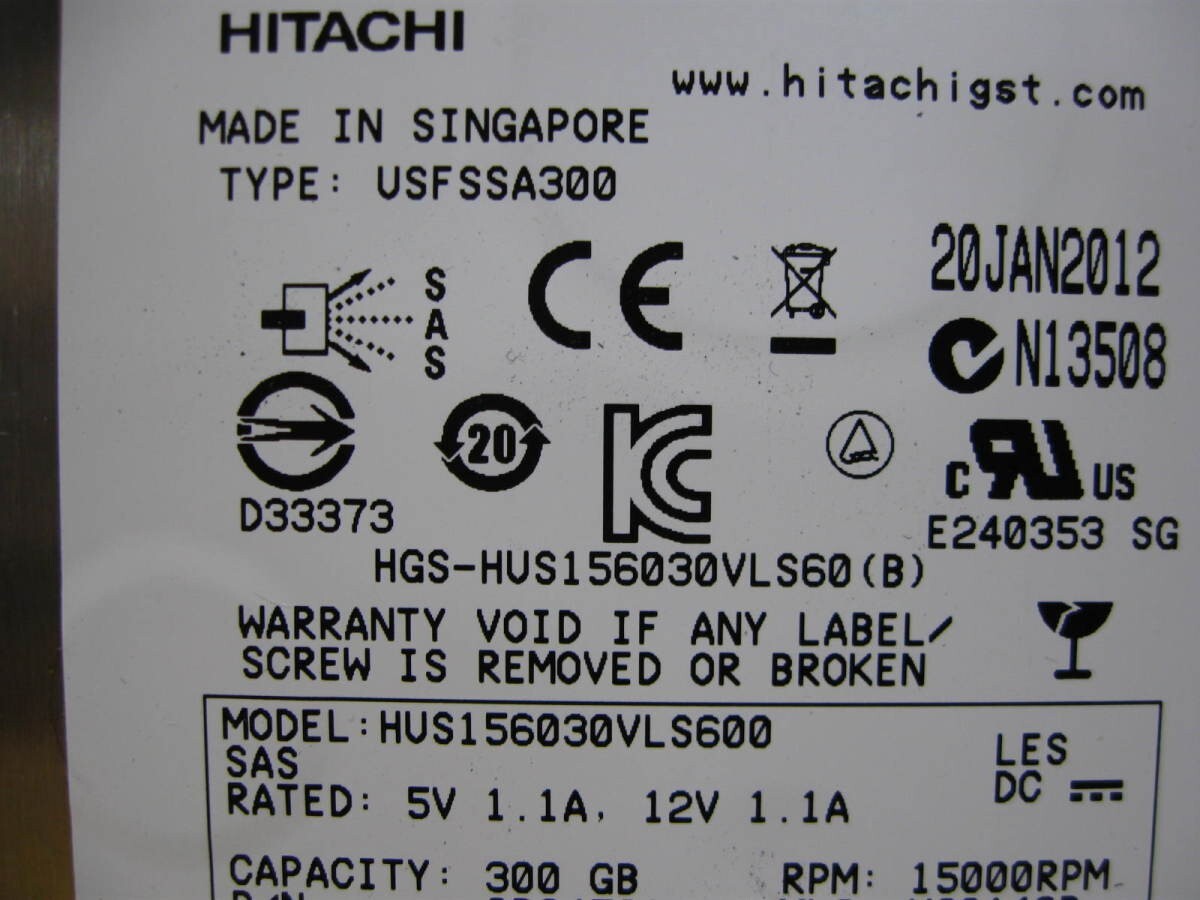 HITACHI
www.hitachigst.com
MADE IN SINGAPORE
TYPE: USFSSA300
SAS
CE
20JAN2012
N13508
20
D33373
C RU US
E240353 SG
HGS-HUS156030VLS60(B)
WARRANTY VOID IF ANY LABEL/
SCREW IS REMOVED OR BROKEN
MODEL:HUS156030VLS600
SAS
LES
RATED: 5V 1.1A, 12V 1.1A
DC
CAPACITY: 300 GB RPM: 15000RPM